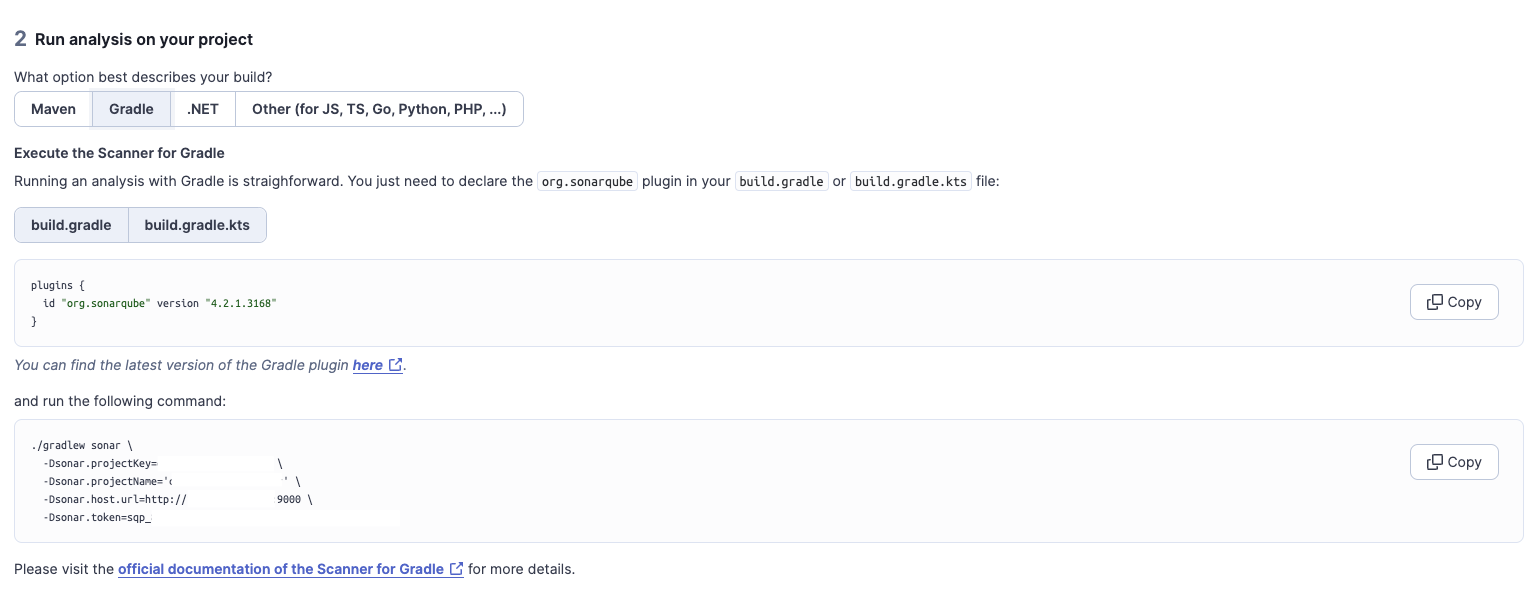 2 Run analysis on your project
What option best describes your build?
Maven Gradle .NET Other (for JS, TS, Go, Python, PHP, ...)
Execute the Scanner for Gradle
Running an analysis with Gradle is straighforward. You just need to declare the org.sonarqube plugin in your build.gradle or build.gradle.kts file:
build.gradle build.gradle.kts
plugins {
  id "org.sonarqube" version "4.2.1.3168"
}
Copy
You can find the latest version of the Gradle plugin here.
and run the following command:
./gradlew sonar \
  -Dsonar.projectKey= \
  -Dsonar.projectName=' ' \
  -Dsonar.host.url=http:// 9000 \
  -Dsonar.token=sqp_
Copy
Please visit the official documentation of the Scanner for Gradle for more details.